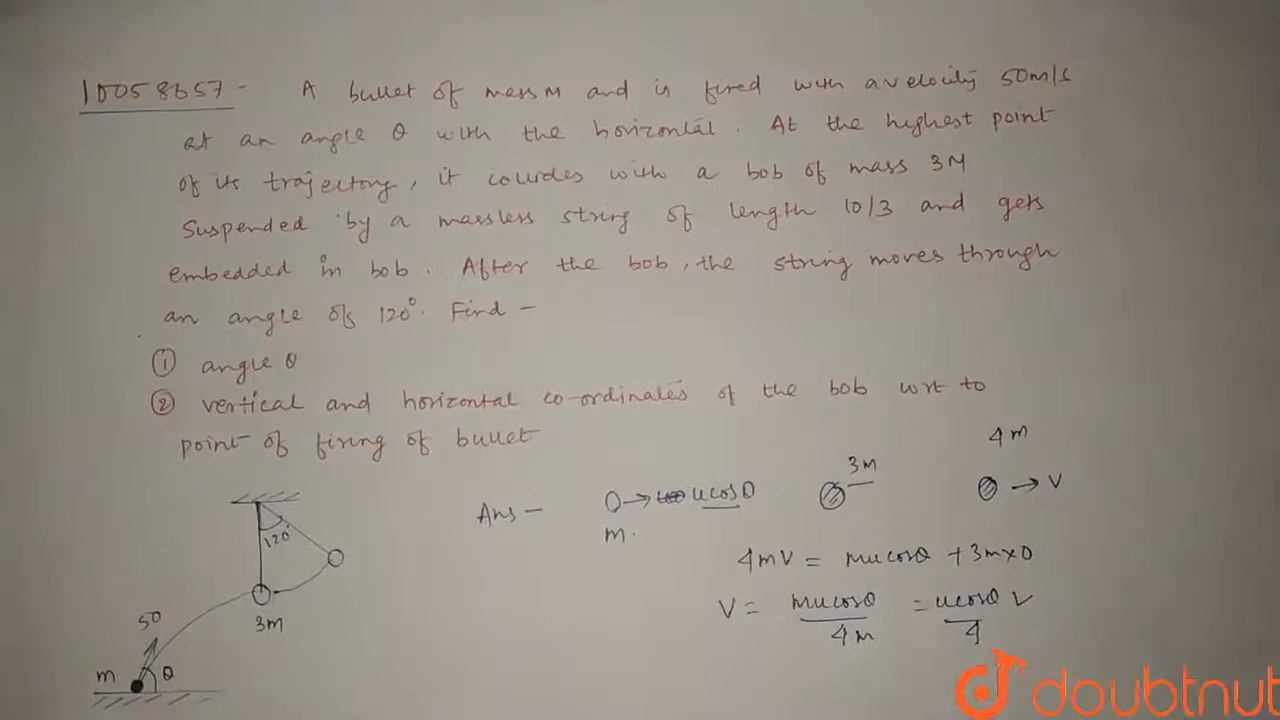 10058657 - A bullet of mass M and is fired with a velocity 50m/s
at an angle θ with the horizontal. At the highest point
of its trajectory, it collides with a bob of mass 3M
suspended by a massless string of length 10/3 and gets
embedded in bob. After the bob, the string moves through
an angle of 120°. Find -
① angle θ
② vertical and horizontal co-ordinates of the bob wrt to
point of firing of bullet
120°
3m
50
m
θ
Ans -
→ ucosθ
m.
3m
4m
→ V
4mV = mucosθ + 3m×0
V = mucosθ/4m = ucosθ/4
doubtnut